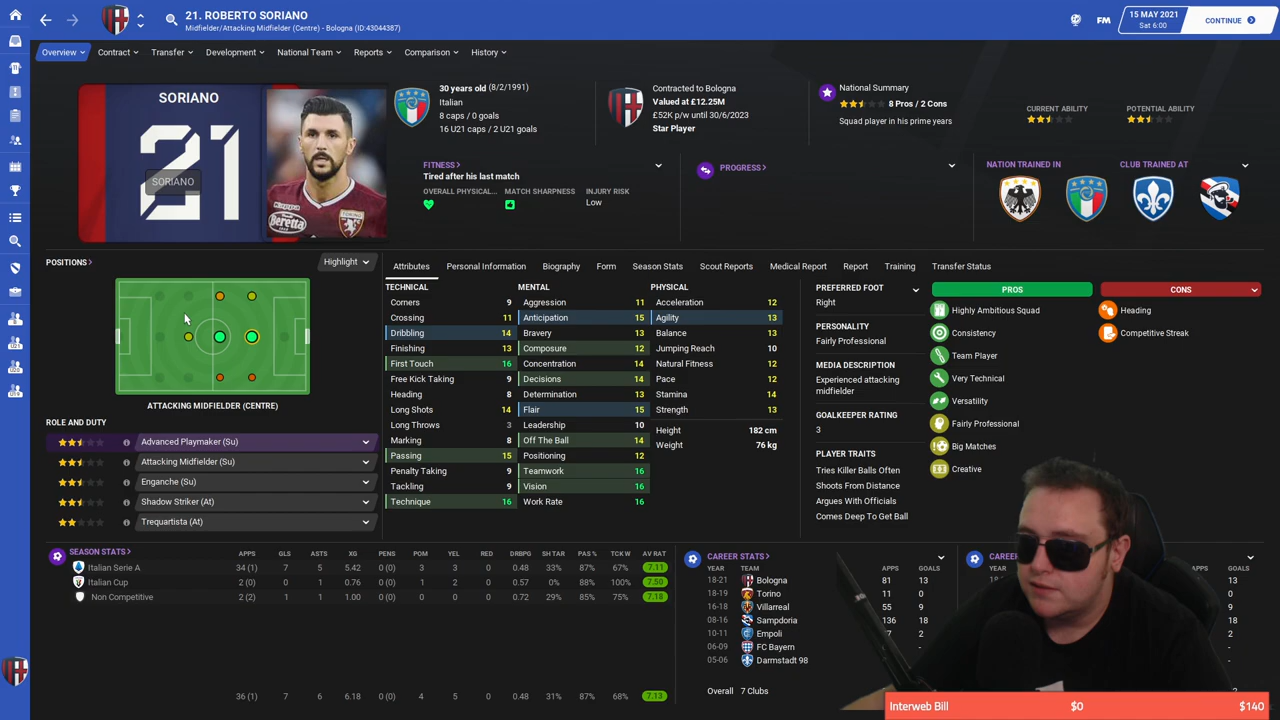 21. ROBERTO SORIANO
Midfielder/Attacking Midfielder (Centre) - Bologna (ID:43044387)
FM
15 MAY 2021
Sat 6:00
CONTINUE
Overview Contract Transfer Development National Team Reports Comparison History
SORIANO
21
SORIANO
30 years old (8/2/1991)
Italian
8 caps / 0 goals
16 U21 caps / 2 U21 goals
Contracted to Bologna
Valued at £12.25M
£52K p/w until 30/6/2023
Star Player
National Summary
8 Pros / 2 Cons
Squad player in his prime years
CURRENT ABILITY
POTENTIAL ABILITY
FITNESS
Tired after his last match
OVERALL PHYSICAL... MATCH SHARPNESS INJURY RISK
Low
PROGRESS
NATION TRAINED IN
CLUB TRAINED AT
POSITIONS
Highlight
ATTACKING MIDFIELDER (CENTRE)
ROLE AND DUTY
Advanced Playmaker (Su)
Attacking Midfielder (Su)
Enganche (Su)
Shadow Striker (At)
Trequartista (At)
Attributes Personal Information Biography Form Season Stats Scout Reports Medical Report Report Training Transfer Status
TECHNICAL MENTAL PHYSICAL
Corners 9 Aggression 11 Acceleration 12
Crossing 11 Anticipation 15 Agility 13
Dribbling 14 Bravery 13 Balance 13
Finishing 13 Composure 12 Jumping Reach 10
First Touch 16 Concentration 14 Natural Fitness 12
Free Kick Taking 9 Decisions 14 Pace 12
Heading 8 Determination 13 Stamina 14
Long Shots 14 Flair 15 Strength 13
Long Throws 3 Leadership 10
Marking 8 Off The Ball 14
Passing 15 Positioning 12
Penalty Taking 9 Teamwork 16
Tackling 9 Vision 16
Technique 16 Work Rate 16
Height 182 cm
Weight 76 kg
PREFERRED FOOT
Right
PERSONALITY
Fairly Professional
MEDIA DESCRIPTION
Experienced attacking
midfielder
GOALKEEPER RATING
3
PLAYER TRAITS
Tries Killer Balls Often
Shoots From Distance
Argues With Officials
Comes Deep To Get Ball
PROS
Highly Ambitious Squad
Consistency
Team Player
Very Technical
Versatility
Fairly Professional
Big Matches
Creative
CONS
Heading
Competitive Streak
SEASON STATS APPS GLS ASTS XG PENS POM YEL RED DRBPG SH TAR PAS % TCK W AV RAT
Italian Serie A 34 (1) 7 5 5.42 0 (0) 3 3 0 0.48 33% 87% 67% 7.11
Italian Cup 2 (0) 0 1 0.76 0 (0) 1 2 0 0.57 0% 88% 100% 7.50
Non Competitive 2 (2) 1 1 1.00 0 (0) 0 0 0 0.72 29% 85% 75% 7.18
36 (1) 7 6 6.18 0 (0) 4 5 0 0.48 31% 87% 68% 7.13
CAREER STATS
YEAR TEAM APPS GOALS
18-21 Bologna 81 13
18-19 Torino 11 0
16-18 Villarreal 55 9
08-16 Sampdoria 136 18
10-11 Empoli 2
06-09 FC Bayern -
05-06 Darmstadt 98 -
Overall 7 Clubs
APPS GOALS
13
0
9
18
2
-
-
Interweb Bill $0 $140